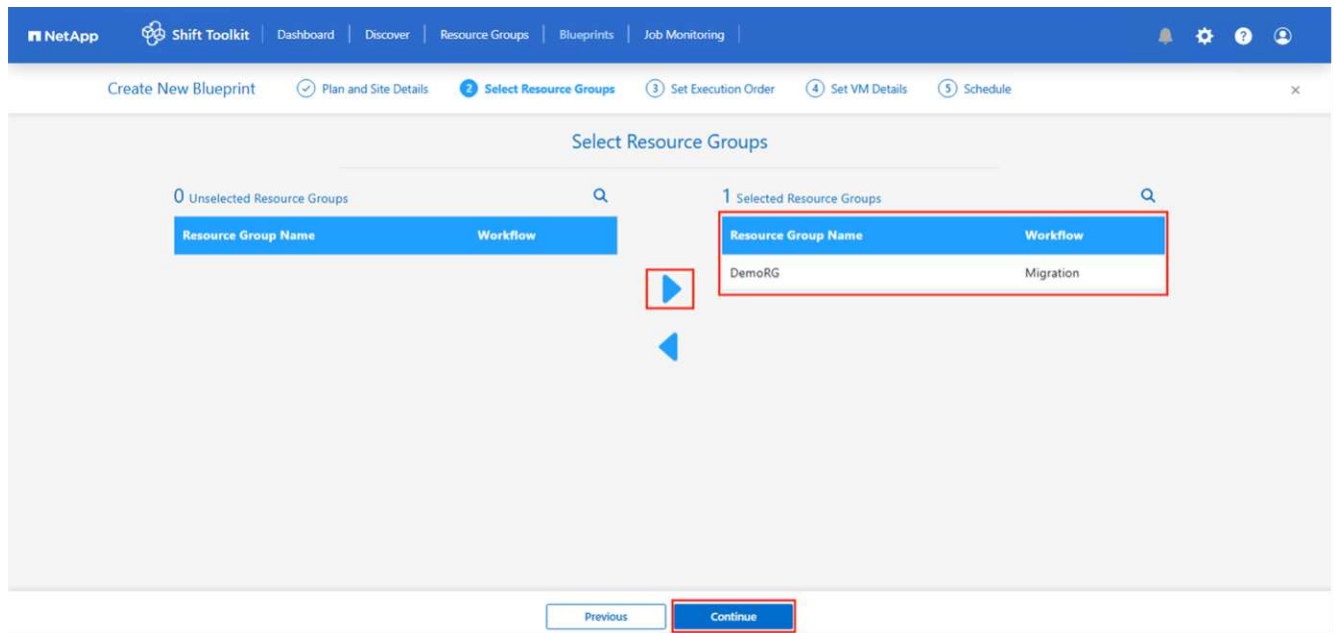 NetApp Shift Toolkit Dashboard Discover Resource Groups Blueprints Job Monitoring ?
Create New Blueprint Plan and Site Details 2 Select Resource Groups 3 Set Execution Order 4 Set VM Details 5 Schedule ×
Select Resource Groups
0 Unselected Resource Groups 1 Selected Resource Groups
Resource Group Name Workflow Resource Group Name Workflow
DemoRG Migration
Previous Continue